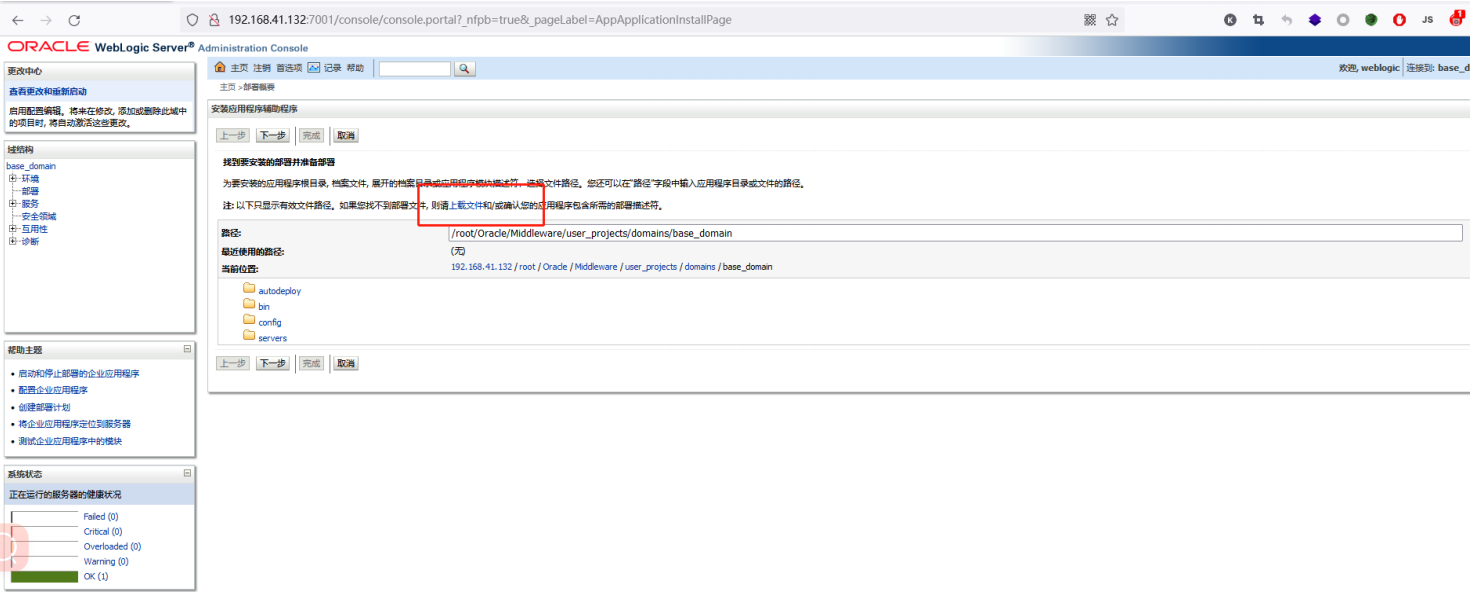 192.168.41.132:7001/console/console.portal?_nfpb=true&_pageLabel=AppApplicationInstallPage
JS
1
ORACLE WebLogic Server® Administration Console
更改中心
查看更改和重新启动
启用配置编辑。将来在修改, 添加或删除此域中
的项目时, 将自动激活这些更改。
域结构
base_domain
环境
部署
服务
安全领域
互用性
诊断
帮助主题
启动和停止部署的企业应用程序
配置企业应用程序
创建部署计划
将企业应用程序定位到服务器
测试企业应用程序中的模块
系统状态
正在运行的服务器的健康状况
Failed (0)
Critical (0)
Overloaded (0)
Warning (0)
OK (1)
主页 注销 首选项 记录 帮助
欢迎, weblogic 连接到: base_d
主页 >部署概要
安装应用程序辅助程序
上一步 下一步 完成 取消
找到要安装的部署并准备部署
为要安装的应用程序根目录, 档案文件, 展开的档案目录或应用程序模块描述符, 选择文件路径。您还可以在"路径"字段中输入应用程序目录或文件的路径。
注: 以下只显示有效文件路径。如果您找不到部署文件, 则请上载文件和/或确认您的应用程序包含所需的部署描述符。
路径: /root/Oracle/Middleware/user_projects/domains/base_domain
最近使用的路径: (无)
当前位置: 192.168.41.132 / root / Oracle / Middleware / user_projects / domains / base_domain
autodeploy
bin
config
servers
上一步 下一步 完成 取消